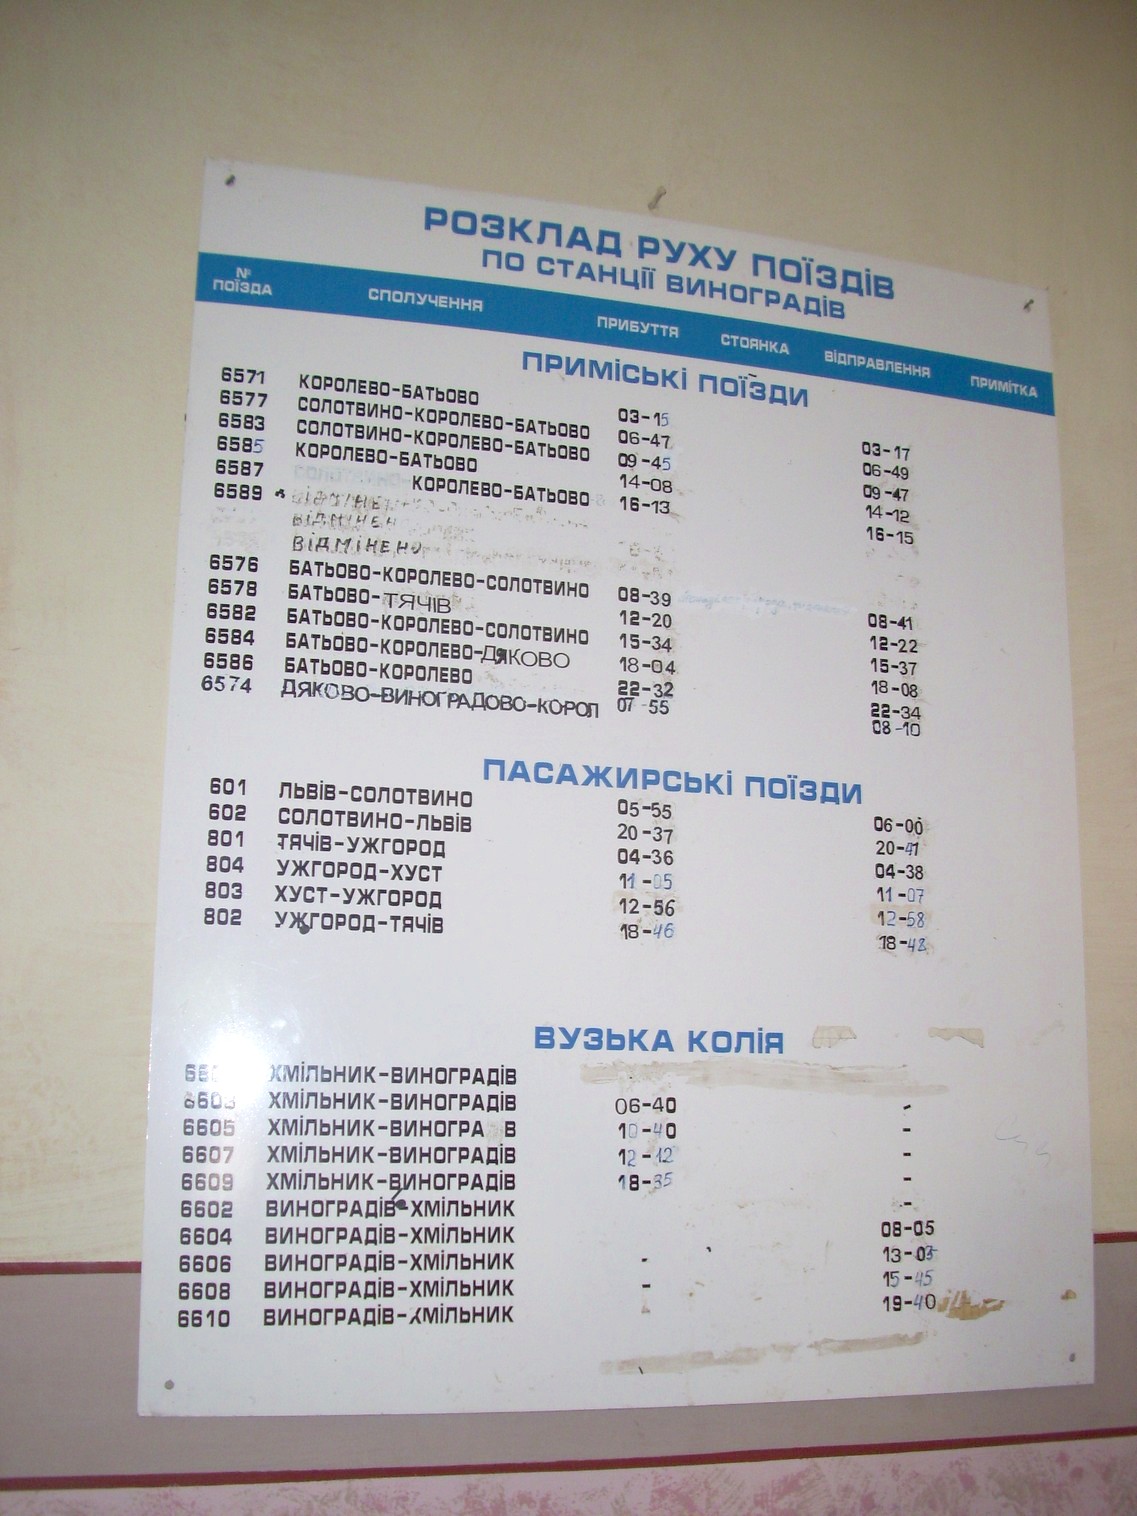 РОЗКЛАД РУХУ ПОЇЗДІВ
ПО СТАНЦІЇ ВИНОГРАДІВ
№ ПОЇЗДА СПОЛУЧЕННЯ ПРИБУТТЯ СТОЯНКА ВІДПРАВЛЕННЯ ПРИМІТКА
ПРИМІСЬКІ ПОЇЗДИ
6571 КОРОЛЕВО-БАТЬОВО 03-15 03-17
6577 СОЛОТВИНО-КОРОЛЕВО-БАТЬОВО 06-47 06-49
6583 СОЛОТВИНО-КОРОЛЕВО-БАТЬОВО 09-45 09-47
6585 КОРОЛЕВО-БАТЬОВО 14-08 14-12
6587 КОРОЛЕВО-БАТЬОВО 16-13 16-15
6589 ВІДМІНЕ
ВІДМІНЕН
ВІДМІНЕНО
6576 БАТЬОВО-КОРОЛЕВО-СОЛОТВИНО 08-39 08-41
6578 БАТЬОВО-ТЯЧІВ 12-20 12-22
6582 БАТЬОВО-КОРОЛЕВО-СОЛОТВИНО 15-34 15-37
6584 БАТЬОВО-КОРОЛЕВО-ДЯКОВО 18-04 18-08
6586 БАТЬОВО-КОРОЛЕВО 22-32 22-34
6574 ДЯКОВО-ВИНОГРАДОВО-КОРОЛ 07-55 08-10
ПАСАЖИРСЬКІ ПОЇЗДИ
601 ЛЬВІВ-СОЛОТВИНО 05-55 06-00
602 СОЛОТВИНО-ЛЬВІВ 20-37 20-41
801 ТЯЧІВ-УЖГОРОД 04-36 04-38
804 УЖГОРОД-ХУСТ 11-05 11-07
803 ХУСТ-УЖГОРОД 12-56 12-58
802 УЖГОРОД-ТЯЧІВ 18-46 18-48
ВУЗЬКА КОЛІЯ
ХМІЛЬНИК-ВИНОГРАДІВ
6603 ХМІЛЬНИК-ВИНОГРАДІВ 06-40 -
6605 ХМІЛЬНИК-ВИНОГРА В 10-40 -
6607 ХМІЛЬНИК-ВИНОГРАДІВ 12-12 -
6609 ХМІЛЬНИК-ВИНОГРАДІВ 18-35 -
6602 ВИНОГРАДІВ-ХМІЛЬНИК -
6604 ВИНОГРАДІВ-ХМІЛЬНИК 08-05
6606 ВИНОГРАДІВ-ХМІЛЬНИК - 13-03
6608 ВИНОГРАДІВ-ХМІЛЬНИК - 15-45
6610 ВИНОГРАДІВ-ХМІЛЬНИК 19-40